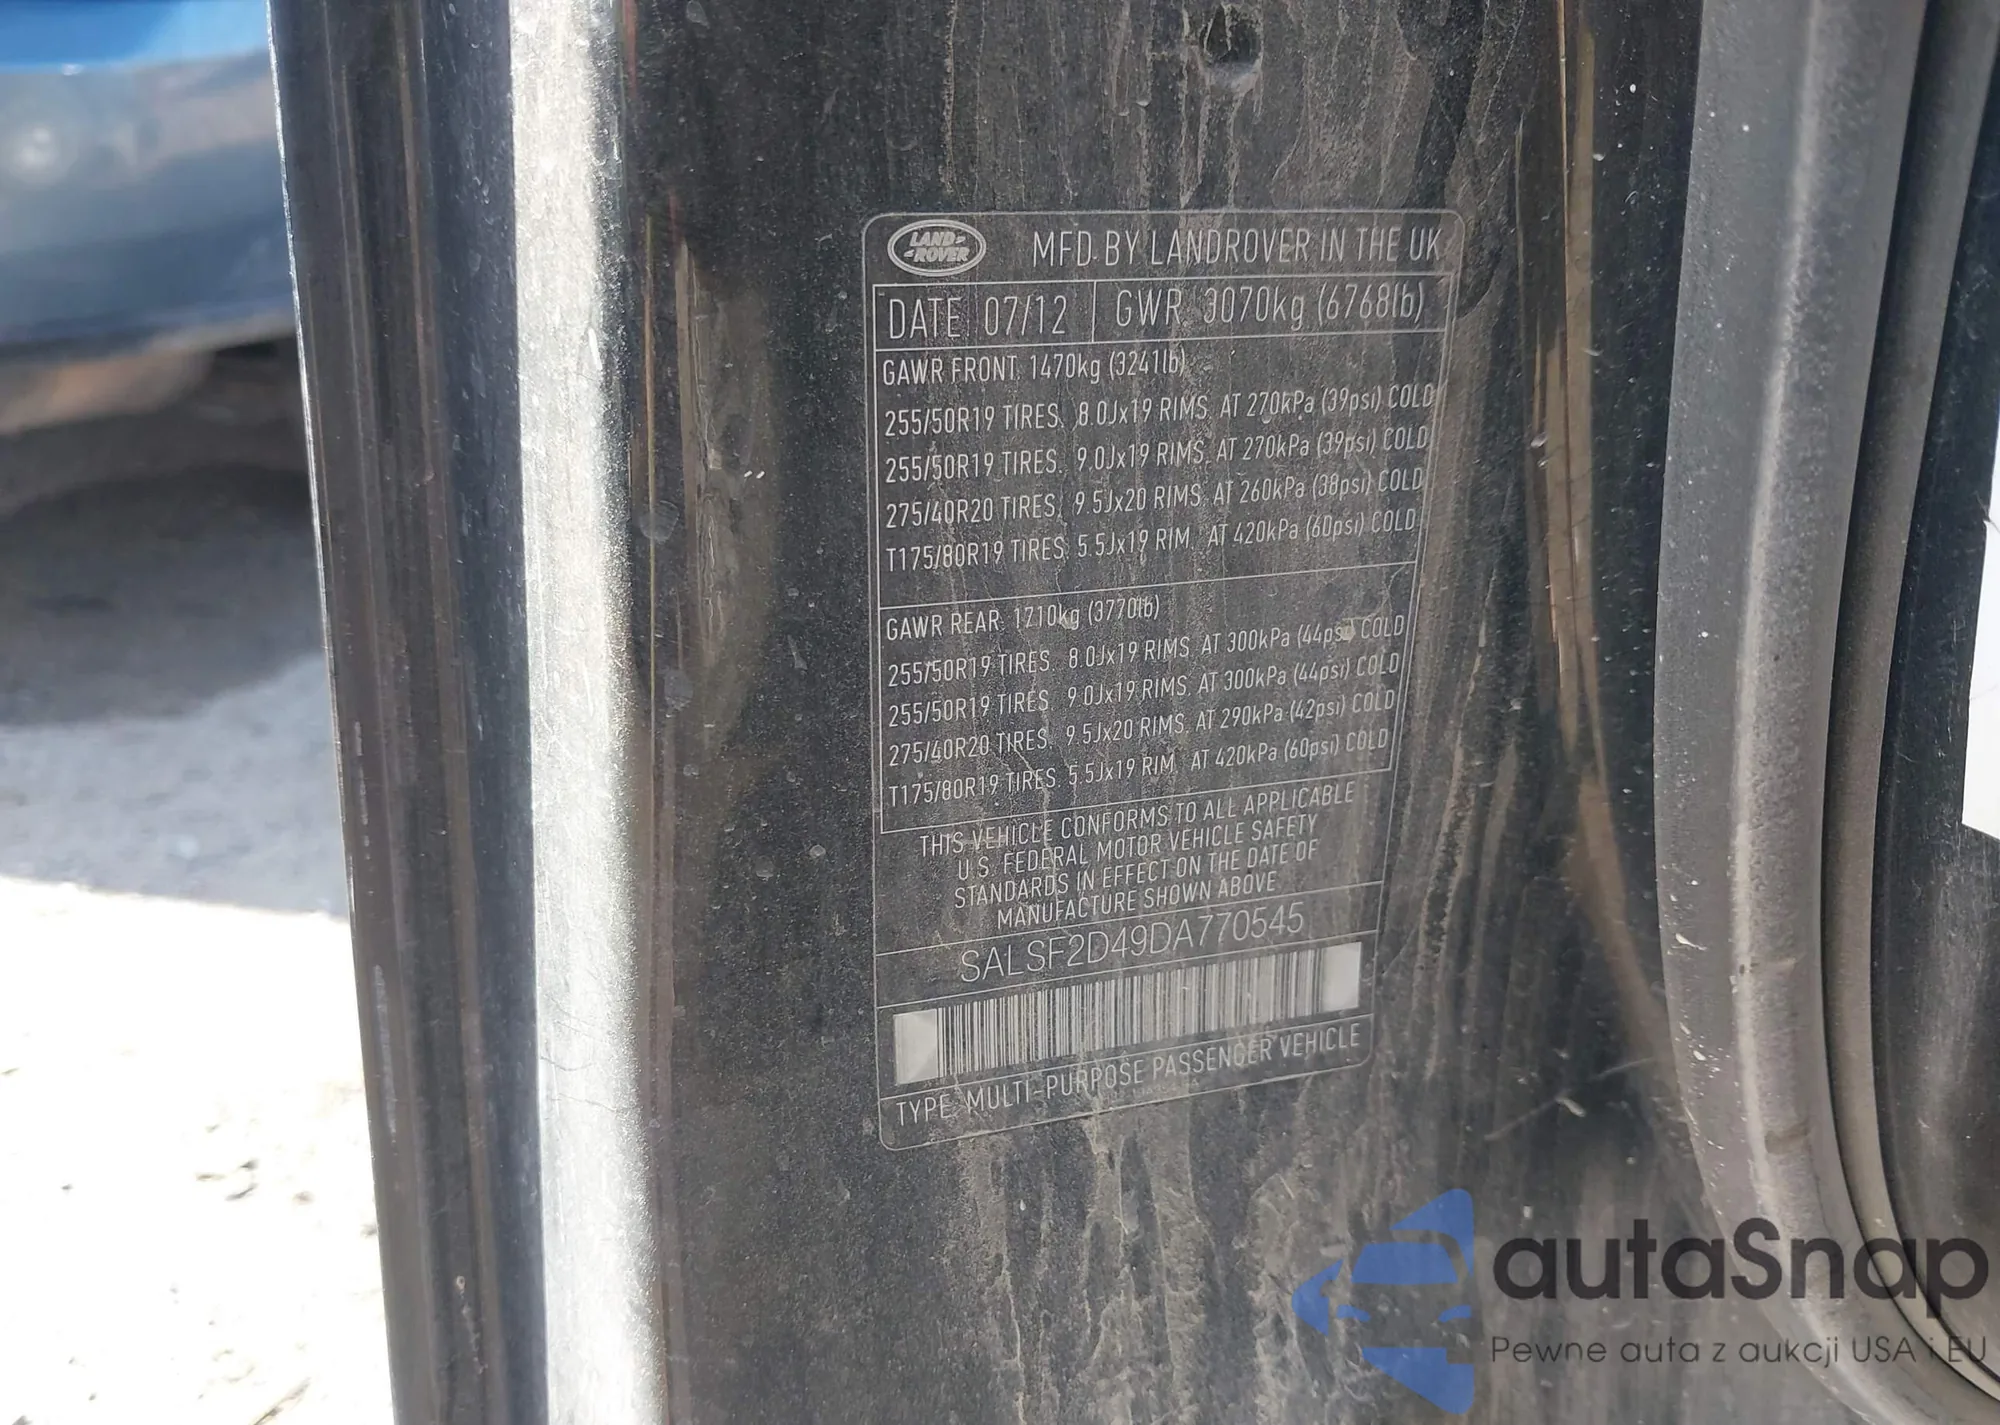 LAND ROVER
MFD. BY LANDROVER IN THE UK
DATE: 07/12 GWR: 3070kg (6768lb)
GAWR FRONT: 1470kg (3241lb)
255/50R19 TIRES, 8.0Jx19 RIMS, AT 270kPa (39psi) COLD
255/50R19 TIRES, 9.0Jx19 RIMS, AT 270kPa (39psi) COLD
275/40R20 TIRES, 9.5Jx20 RIMS, AT 260kPa (38psi) COLD
T175/80R19 TIRES, 5.5Jx19 RIM, AT 420kPa (60psi) COLD
GAWR REAR: 1710kg (3770lb)
255/50R19 TIRES, 8.0Jx19 RIMS, AT 300kPa (44psi) COLD
255/50R19 TIRES, 9.0Jx19 RIMS, AT 300kPa (44psi) COLD
275/40R20 TIRES, 9.5Jx20 RIMS, AT 290kPa (42psi) COLD
T175/80R19 TIRES, 5.5Jx19 RIM, AT 420kPa (60psi) COLD
THIS VEHICLE CONFORMS TO ALL APPLICABLE
U.S. FEDERAL MOTOR VEHICLE SAFETY
STANDARDS IN EFFECT ON THE DATE OF
MANUFACTURE SHOWN ABOVE
SALSF2D49DA770545
TYPE: MULTI-PURPOSE PASSENGER VEHICLE
autaSnap
Pewne auta z aukcji USA i EU